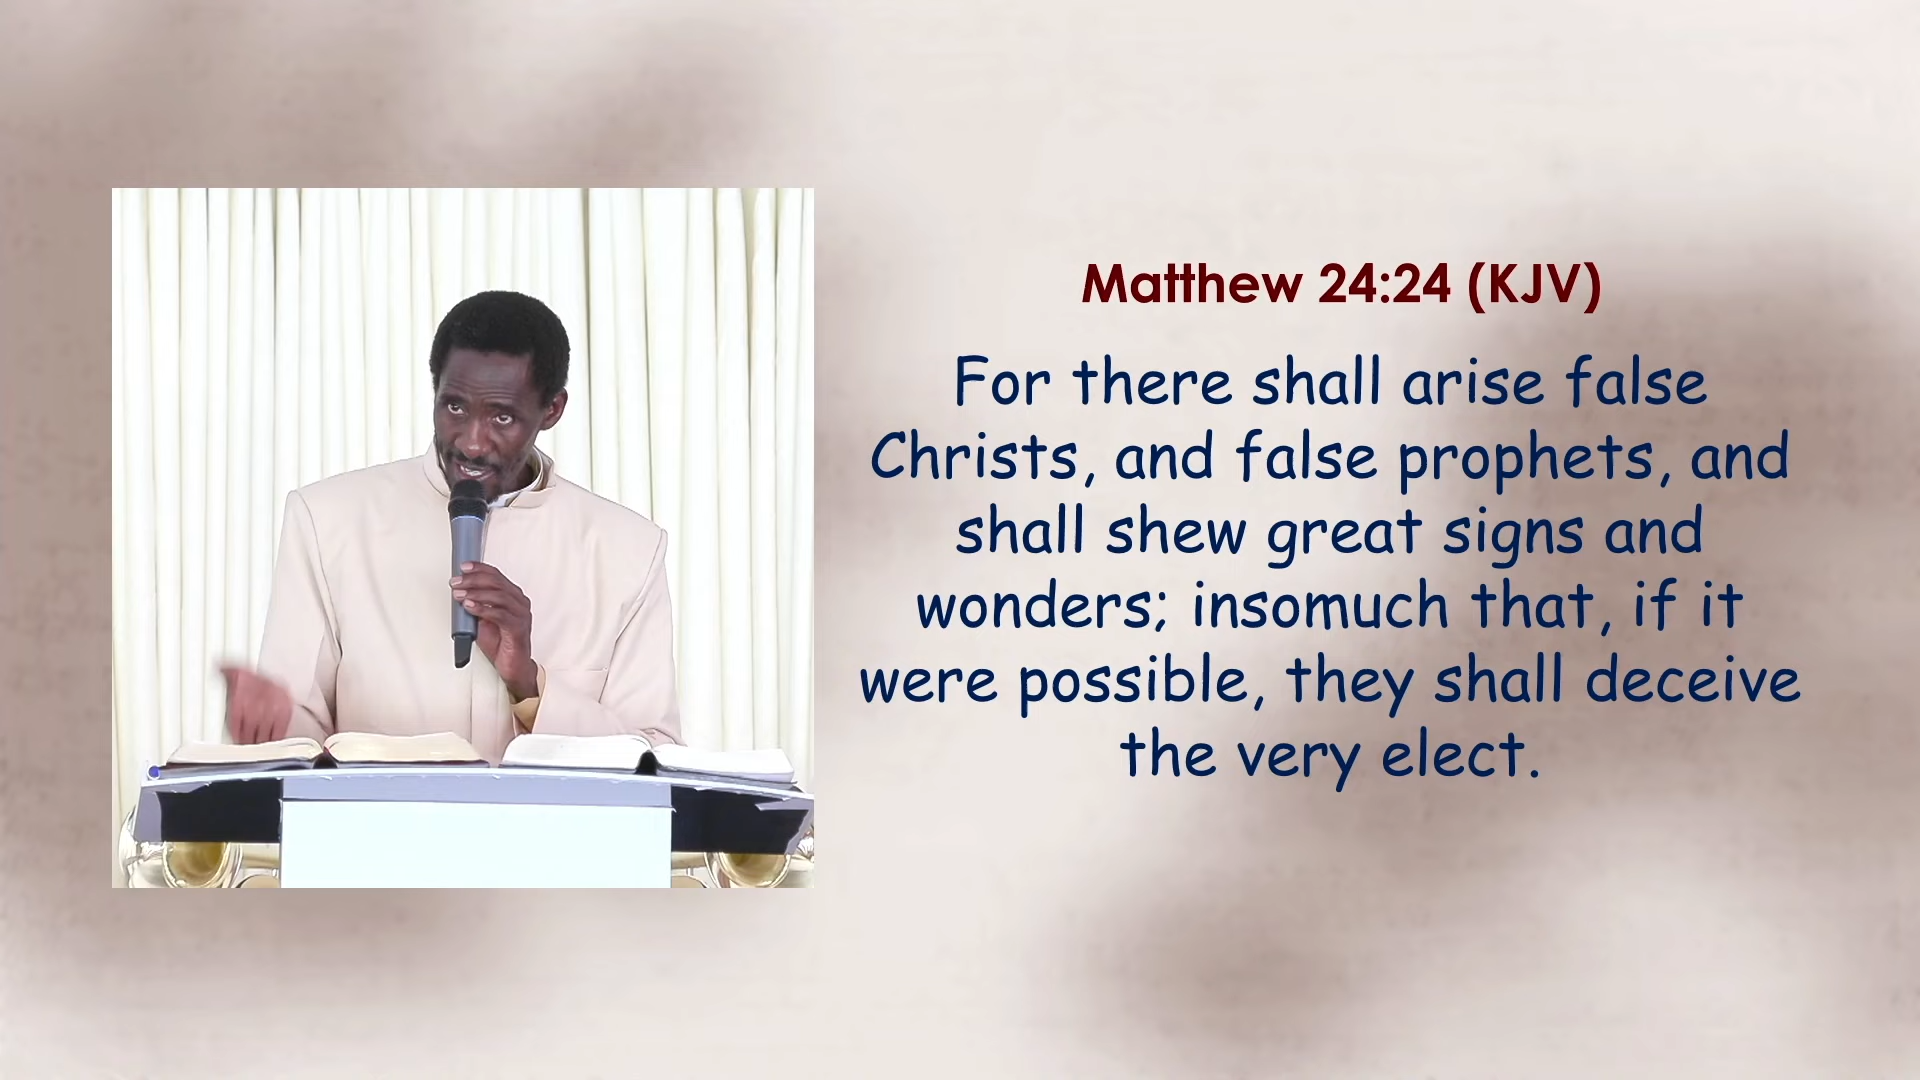 Matthew 24:24 (KJV)
For there shall arise false
Christs, and false prophets, and
shall shew great signs and
wonders; insomuch that, if it
were possible, they shall deceive
the very elect.